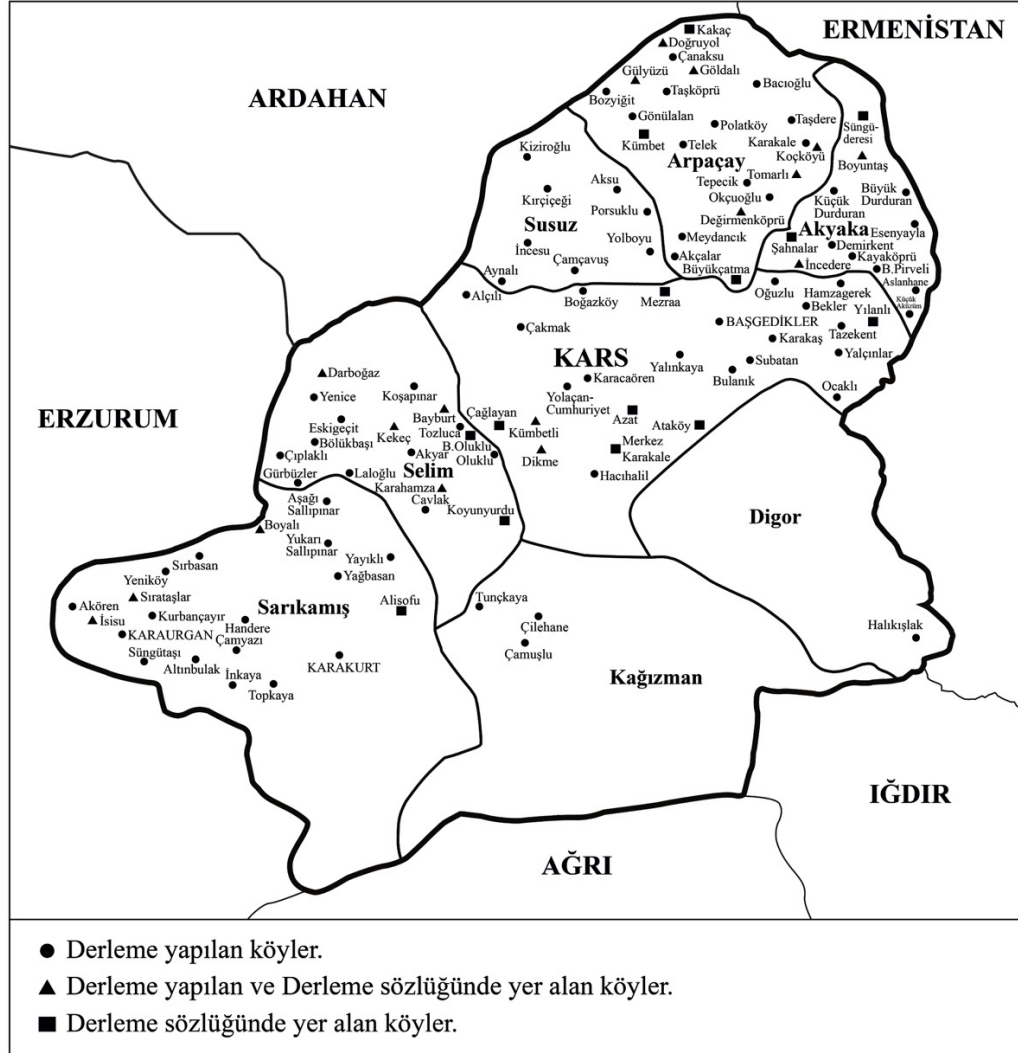 ERMENİSTAN
Kakaç
Doğruyol
Çanaksu
Göldalı
Gülyüzü
Bacıoğlu
ARDAHAN
Bozyiğit
Taşköprü
Gönülalan
Polatköy
Taşdere
Süngü-
deresi
Kümbet
Telek
Karakale
Koçköyü
Boyuntaş
Kiziroğlu
Arpaçay
Tomarlı
Tepecik
Aksu
Kırçiçeği
Okçuoğlu
Küçük
Durduran
Büyük
Durduran
Porsuklu
Değirmenköprü
Susuz
Akyaka
Esenyayla
İncesu
Yolboyu
Meydancık
Şahnalar
Demirkent
Çamçavuş
Akçalar
Kayaköprü
Aynalı
Büyükçatma
İncedere
B.Pirveli
Aslanhane
Alçılı
Boğazköy
Mezraa
Oğuzlu
Hamzagerek
Küçük
Akürüm
Bekler
Yılanlı
Çakmak
BAŞGEDİKLER
Tazekent
KARS
Karakaş
Yalınkaya
Subatan
Yalçınlar
Darboğaz
Bulanık
Karacaören
Koşapınar
Yolaçan-
Cumhuriyet
Ocaklı
Yenice
ERZURUM
Bayburt
Çağlayan
Azat
Eskigeçit
Tozluca
Kümbetli
Ataköy
Kekeç
B.Oluklu
Bölükbaşı
Merkez
Karakale
Çıplaklı
Akyar
Oluklu
Dikme
Gürbüzler
Laloğlu
Selim
Hacıhalil
Karahamza
Aşağı
Sallıpınar
Cavlak
Koyunyurdu
Digor
Boyalı
Yukarı
Sallıpınar
Sırbasan
Yayıklı
Yeniköy
Yağbasan
Sırataşlar
Sarıkamış
Alisofu
Tunçkaya
Akören
İsisu
Kurbançayır
Çilehane
KARAURGAN
Handere
Halıkışlak
Çamyazı
Çamuşlu
Süngütaşı
Altınbulak
KARAKURT
İnkaya
Topkaya
Kağızman
IĞDIR
AĞRI
● Derleme yapılan köyler.
▲ Derleme yapılan ve Derleme sözlüğünde yer alan köyler.
■ Derleme sözlüğünde yer alan köyler.